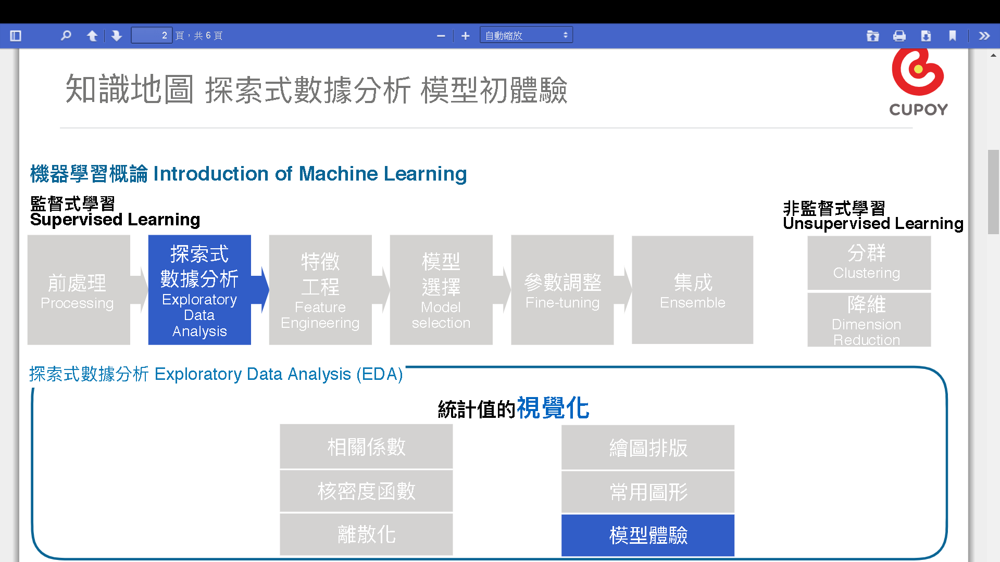 2 頁，共 6 頁
自動縮放
知識地圖 探索式數據分析 模型初體驗
CUPOY
機器學習概論 Introduction of Machine Learning
監督式學習
Supervised Learning
非監督式學習
Unsupervised Learning
前處理
Processing
探索式
數據分析
Exploratory
Data
Analysis
特徵
工程
Feature
Engineering
模型
選擇
Model
selection
參數調整
Fine-tuning
集成
Ensemble
分群
Clustering
降維
Dimension
Reduction
探索式數據分析 Exploratory Data Analysis (EDA)
統計值的視覺化
相關係數
核密度函數
離散化
繪圖排版
常用圖形
模型體驗